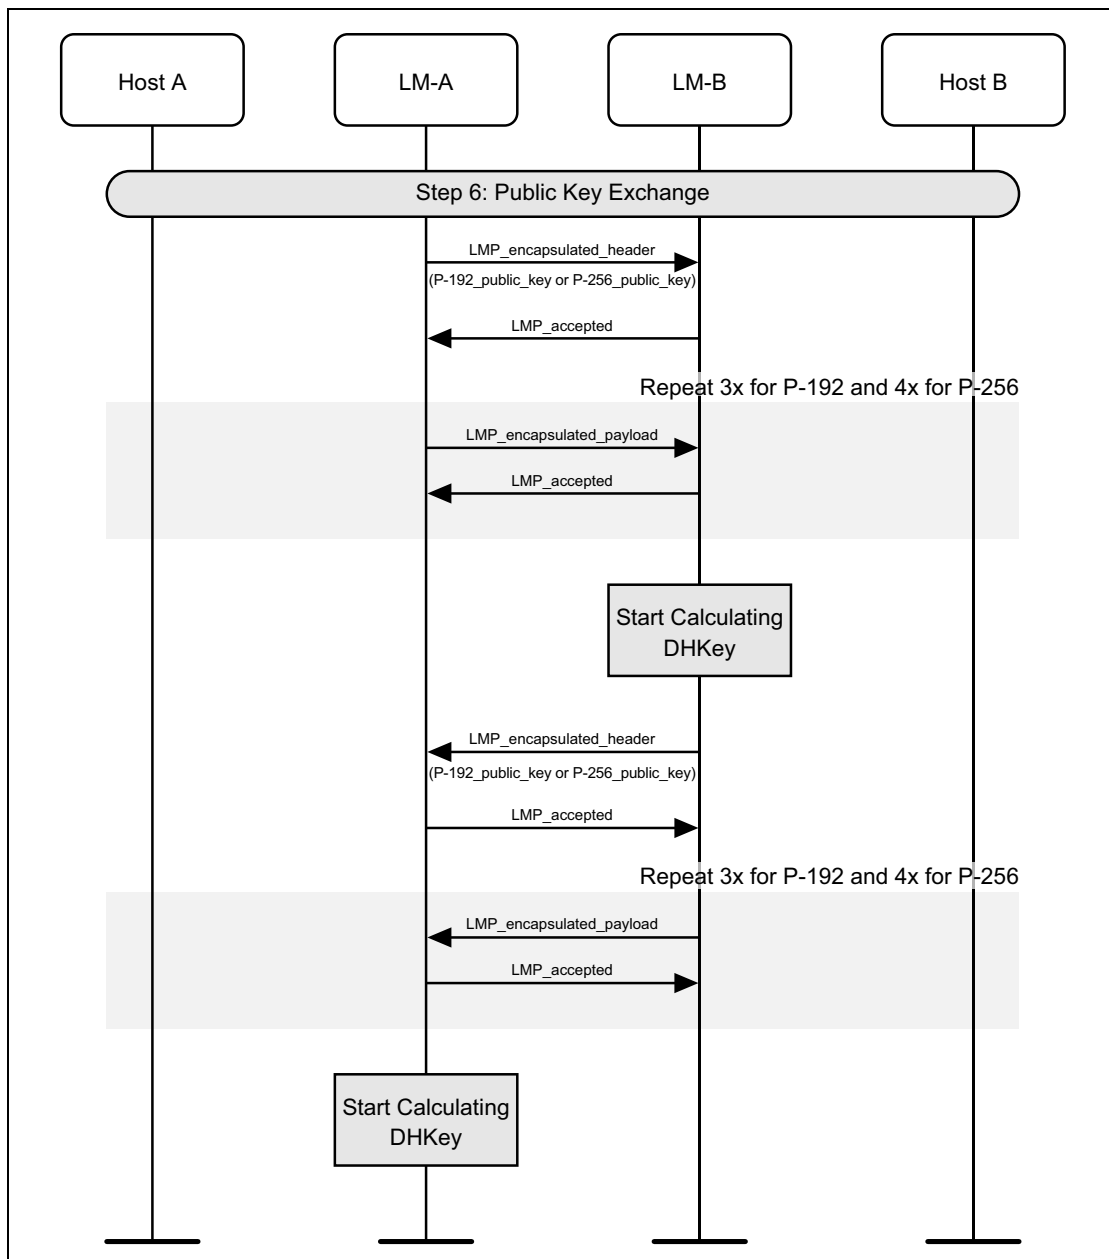 Host A
LM-A
LM-B
Host B
Step 6: Public Key Exchange
LMP_encapsulated_header
(P-192_public_key or P-256_public_key)
LMP_accepted
Repeat 3x for P-192 and 4x for P-256
LMP_encapsulated_payload
LMP_accepted
Start Calculating
DHKey
LMP_encapsulated_header
(P-192_public_key or P-256_public_key)
LMP_accepted
Repeat 3x for P-192 and 4x for P-256
LMP_encapsulated_payload
LMP_accepted
Start Calculating
DHKey